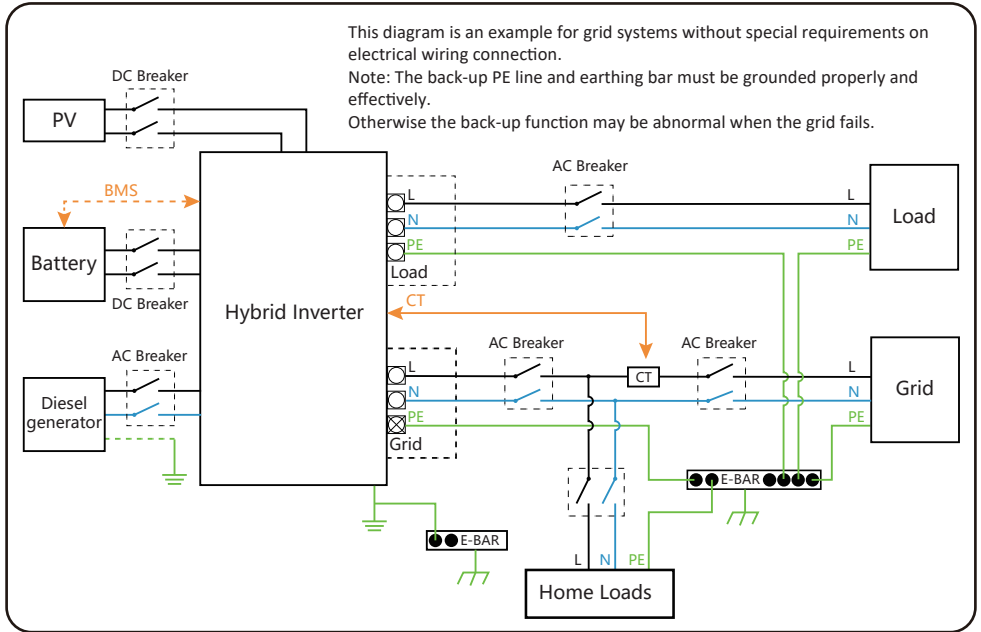 This diagram is an example for grid systems without special requirements on
electrical wiring connection.
Note: The back-up PE line and earthing bar must be grounded properly and
effectively.
Otherwise the back-up function may be abnormal when the grid fails.
DC Breaker
PV
AC Breaker
BMS
L
L
N
N
Load
PE
PE
Battery
Load
DC Breaker
CT
Hybrid Inverter
AC Breaker
AC Breaker
AC Breaker
L
CT
L
N
N
Grid
Diesel
generator
PE
PE
Grid
E-BAR
E-BAR
L
N
PE
Home Loads